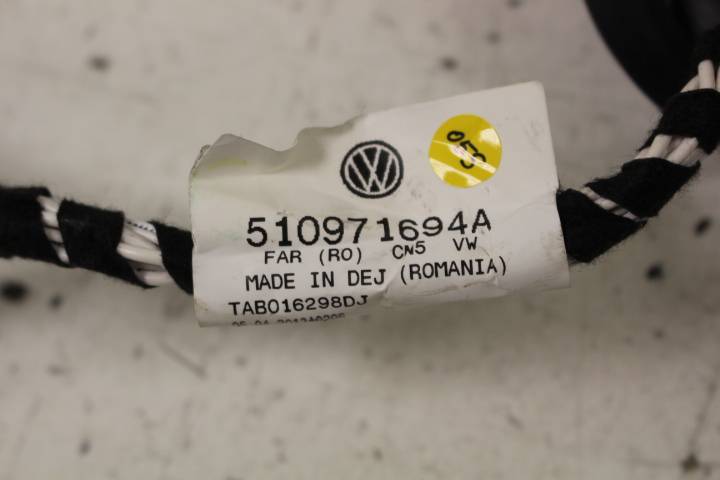 053
510971694A
FAR (RO) CN5 VW
MADE IN DEJ (ROMANIA)
TAB016298DJ